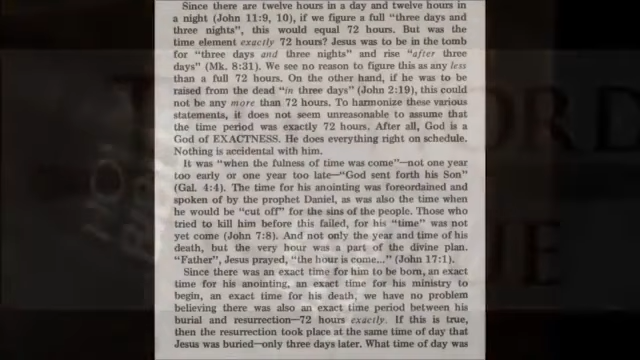 Since there are twelve hours in a day and twelve hours in
a night (John 11:9, 10), if we figure a full "three days and
three nights", this would equal 72 hours. But was the
time element exactly 72 hours? Jesus was to be in the tomb
for "three days and three nights" and rise "after three
days" (Mk. 8:31). We see no reason to figure this as any less
than a full 72 hours. On the other hand, if he was to be
raised from the dead "in three days" (John 2:19), this could
not be any more than 72 hours. To harmonize these various
statements, it does not seem unreasonable to assume that
the time period was exactly 72 hours. After all, God is a
God of EXACTNESS. He does everything right on schedule.
Nothing is accidental with him.
It was "when the fulness of time was come"—not one year
too early or one year too late—"God sent forth his Son"
(Gal. 4:4). The time for his anointing was foreordained and
spoken of by the prophet Daniel, as was also the time when
he would be "cut off" for the sins of the people. Those who
tried to kill him before this failed, for his "time" was not
yet come (John 7:8). And not only the year and time of his
death, but the very hour was a part of the divine plan.
"Father", Jesus prayed, "the hour is come..." (John 17:1).
Since there was an exact time for him to be born, an exact
time for his anointing, an exact time for his ministry to
begin, an exact time for his death, we have no problem
believing there was also an exact time period between his
burial and resurrection—72 hours exactly. If this is true,
then the resurrection took place at the same time of day that
Jesus was buried—only three days later. What time of day was